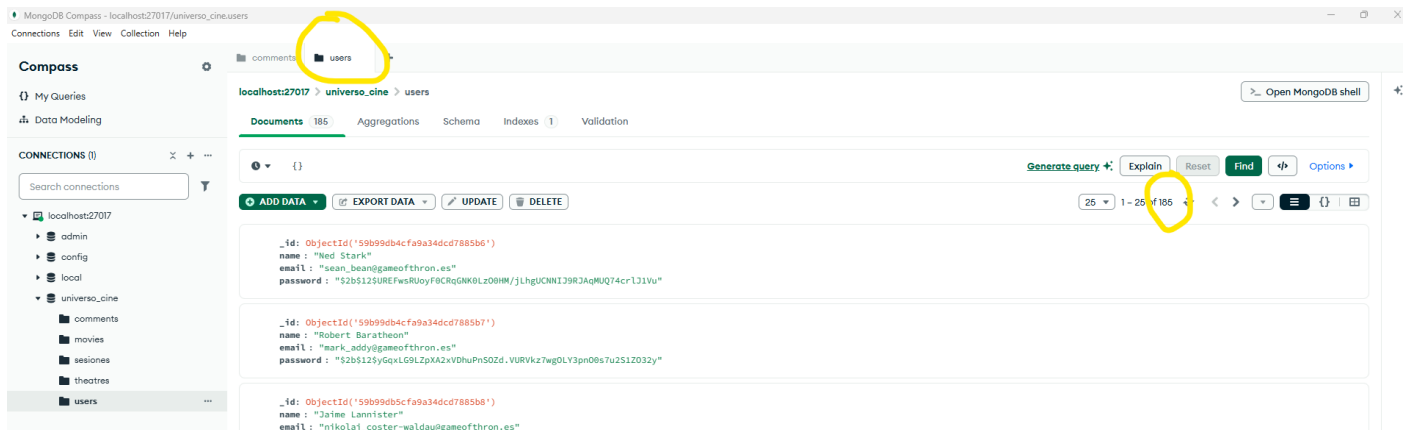 MongoDB Compass - localhost:27017/universo_cine.users
Connections Edit View Collection Help
Compass
comments users +
{} My Queries
localhost:27017 > universo_cine > users
>_ Open MongoDB shell
Data Modeling
Documents 185 Aggregations Schema Indexes 1 Validation
CONNECTIONS (1)
{} Generate query Explain Reset Find </> Options
Search connections
ADD DATA EXPORT DATA UPDATE DELETE
25 1 – 25 of 185 {}
localhost:27017
admin
config
local
universo_cine
comments
movies
sesiones
theatres
users
_id: ObjectId('59b99db4cfa9a34dcd7885b6')
name : "Ned Stark"
email : "sean_bean@gameofthron.es"
password : "$2b$12$UREFwsRUoyF0CRqGNK0LzO0HM/jLhgUCNNIJ9RJAqMUQ74crlJ1Vu"
_id: ObjectId('59b99db4cfa9a34dcd7885b7')
name : "Robert Baratheon"
email : "mark_addy@gameofthron.es"
password : "$2b$12$yGqxLG9LZpXA2xVDhuPnSOZd.VURVkz7wgOLY3pnO0s7u2S1ZO32y"
_id: ObjectId('59b99db5cfa9a34dcd7885b8')
name : "Jaime Lannister"
email : "nikolaj_coster-waldau@gameofthron.es"